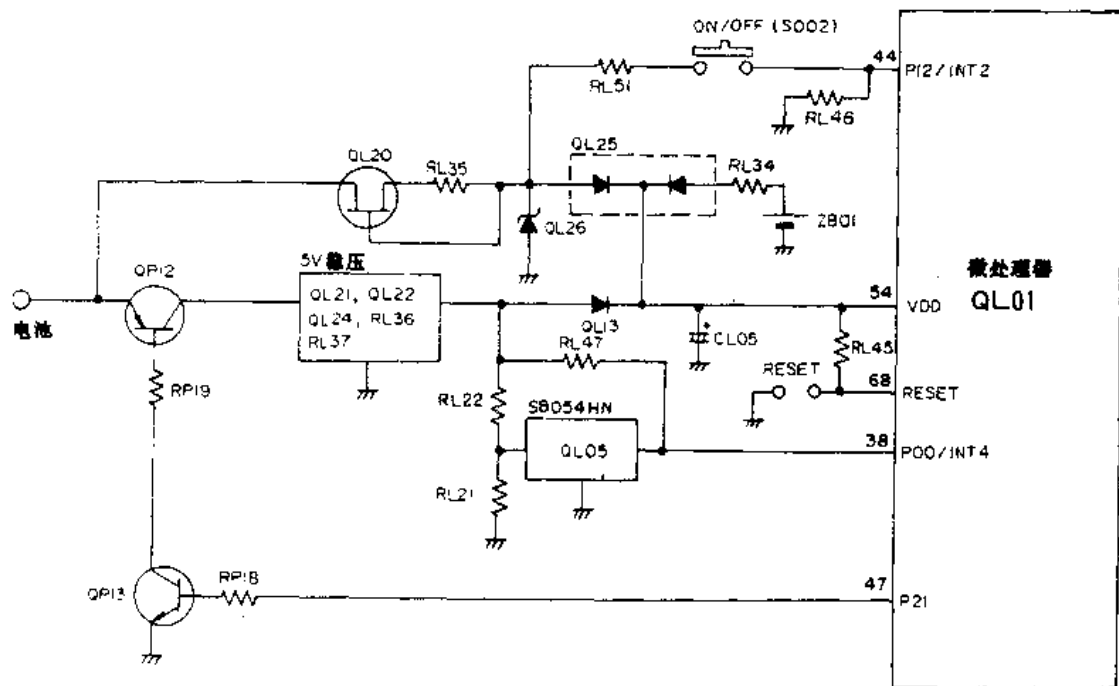 ON/OFF (S002)
44
P12/INT2
RL51
RL46
QL25
QL20
RL35
RL34
QL26
2801
5V稳压
QP12
QL21, QL22
QL24, RL36
RL37
微处理器
QL01
54
VDD
电池
QL13
CL05
RL47
RL45
RESET
68
RESET
RP19
RL22
S8054HN
QL05
38
P00/INT4
RL21
RP18
47
QP13
P21